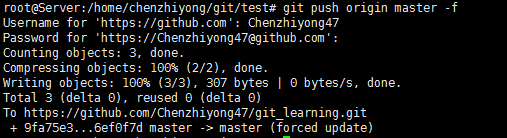 root@Server:/home/chenzhiyong/git/test# git push origin master -f
Username for 'https://github.com': Chenzhiyong47
Password for 'https://Chenzhiyong47@github.com':
Counting objects: 3, done.
Compressing objects: 100% (2/2), done.
Writing objects: 100% (3/3), 307 bytes | 0 bytes/s, done.
Total 3 (delta 0), reused 0 (delta 0)
To https://github.com/Chenzhiyong47/git_learning.git
 + 9fa75e3...6ef0f7d master -> master (forced update)